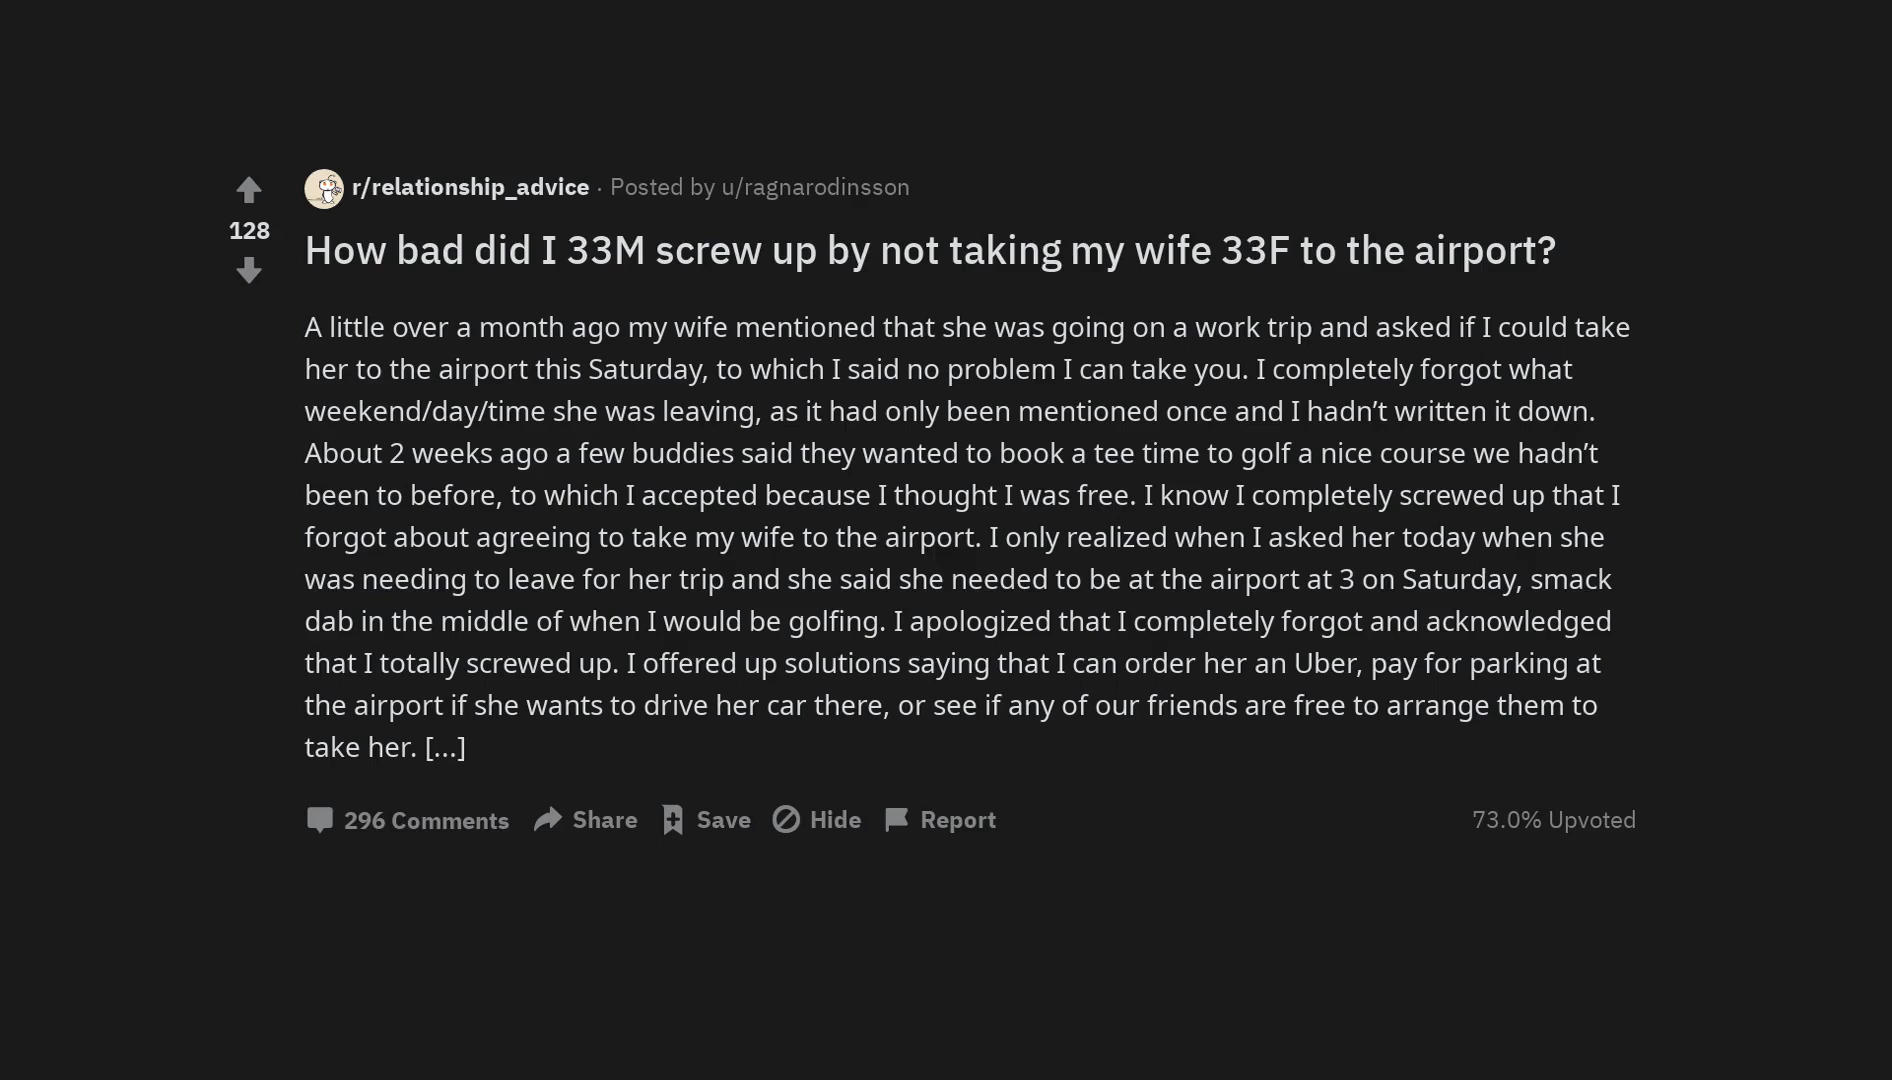 r/relationship_advice · Posted by u/ragnarodinsson
128
How bad did I 33M screw up by not taking my wife 33F to the airport?
A little over a month ago my wife mentioned that she was going on a work trip and asked if I could take
her to the airport this Saturday, to which I said no problem I can take you. I completely forgot what
weekend/day/time she was leaving, as it had only been mentioned once and I hadn’t written it down.
About 2 weeks ago a few buddies said they wanted to book a tee time to golf a nice course we hadn’t
been to before, to which I accepted because I thought I was free. I know I completely screwed up that I
forgot about agreeing to take my wife to the airport. I only realized when I asked her today when she
was needing to leave for her trip and she said she needed to be at the airport at 3 on Saturday, smack
dab in the middle of when I would be golfing. I apologized that I completely forgot and acknowledged
that I totally screwed up. I offered up solutions saying that I can order her an Uber, pay for parking at
the airport if she wants to drive her car there, or see if any of our friends are free to arrange them to
take her. [...]
296 Comments Share Save Hide Report 73.0% Upvoted